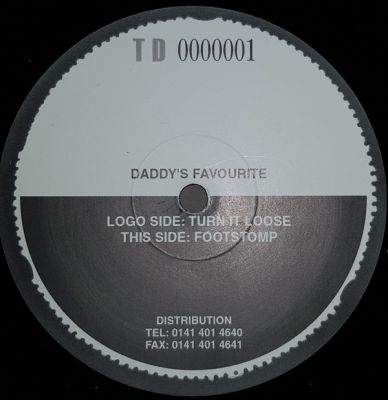 TD 0000001
DADDY'S FAVOURITE
LOGO SIDE: TURN IT LOOSE
THIS SIDE: FOOTSTOMP
DISTRIBUTION
TEL: 0141 401 4640
FAX: 0141 401 4641